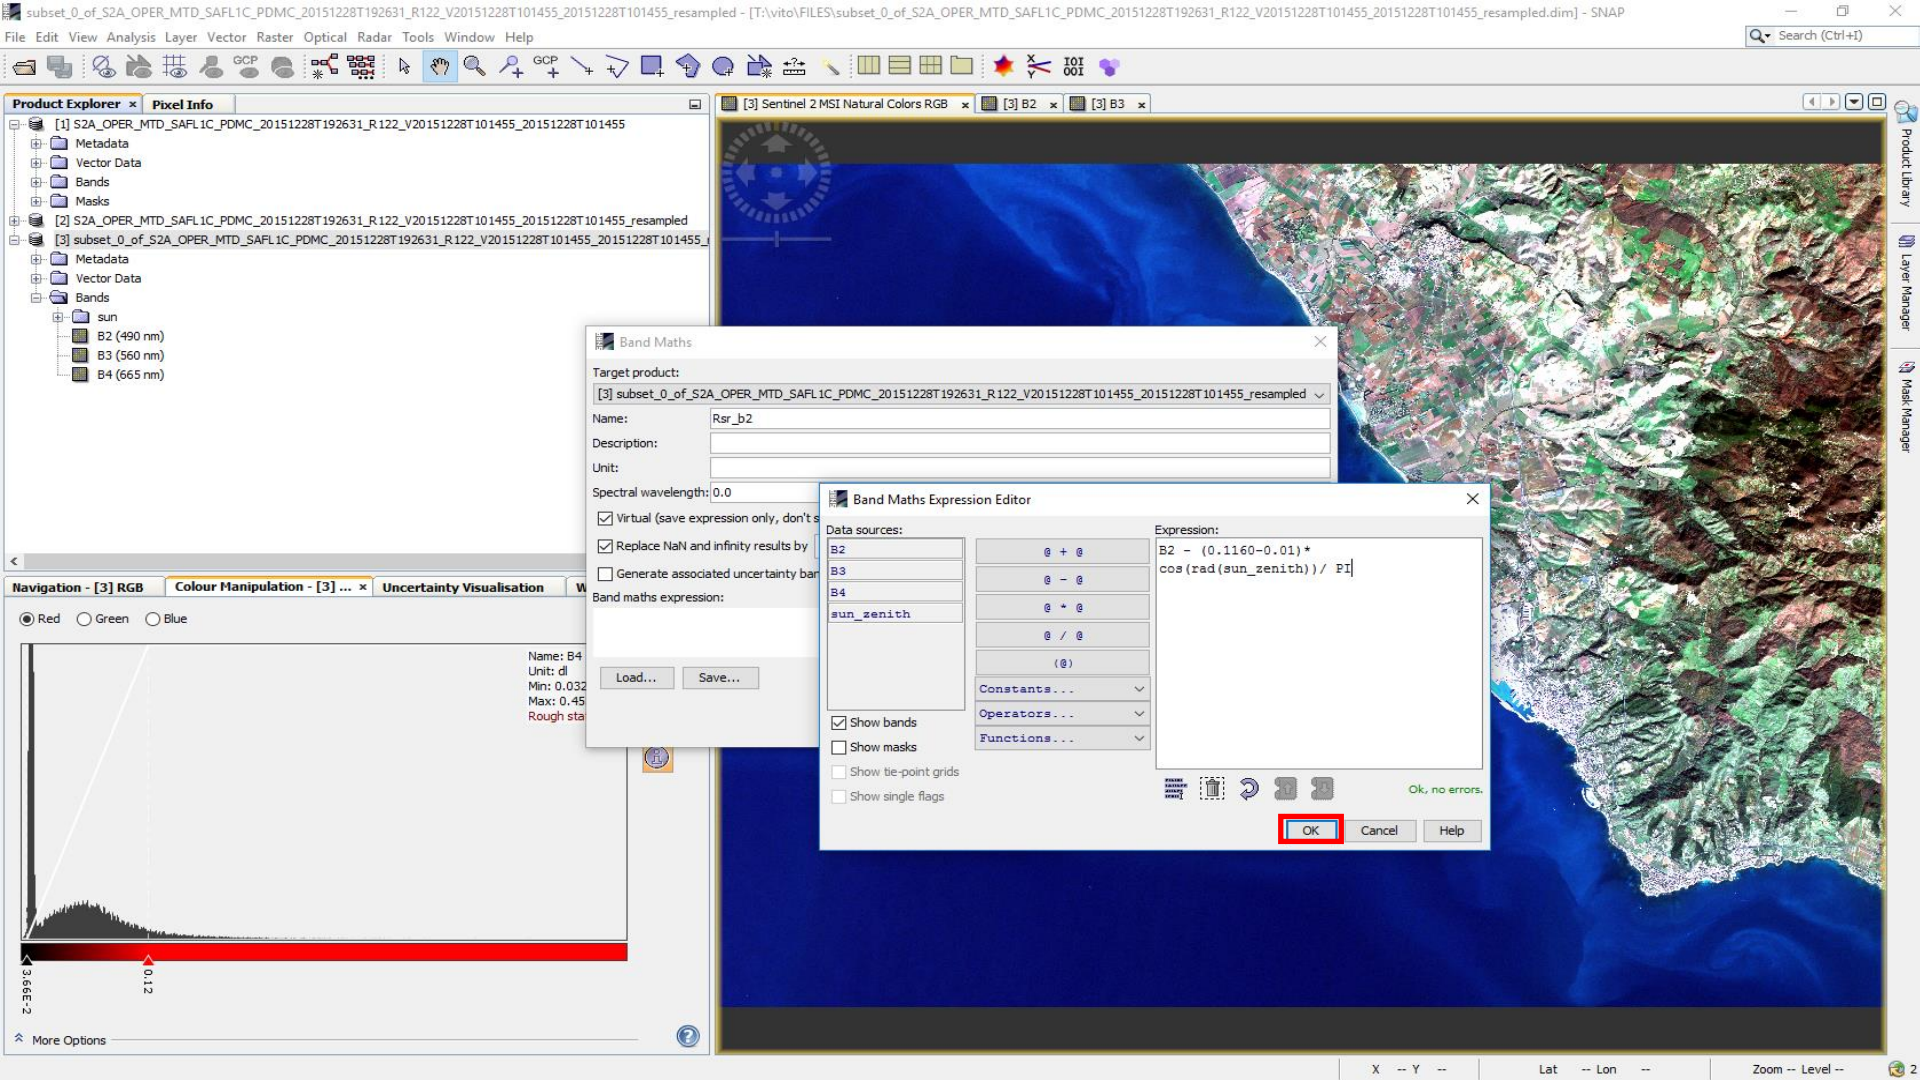 subset_0_of_S2A_OPER_MTD_SAFL1C_PDMC_20151228T192631_R122_V20151228T101455_20151228T101455_resampled - [T:\vito\FILES\subset_0_of_S2A_OPER_MTD_SAFL1C_PDMC_20151228T192631_R122_V20151228T101455_20151228T101455_resampled.dim] - SNAP
File Edit View Analysis Layer Vector Raster Optical Radar Tools Window Help
Search (Ctrl+I)
GCP GCP
Product Explorer × Pixel Info
[3] Sentinel 2 MSI Natural Colors RGB × [3] B2 × [3] B3 ×
[1] S2A_OPER_MTD_SAFL1C_PDMC_20151228T192631_R122_V20151228T101455_20151228T101455
Metadata
Vector Data
Bands
Masks
[2] S2A_OPER_MTD_SAFL1C_PDMC_20151228T192631_R122_V20151228T101455_20151228T101455_resampled
[3] subset_0_of_S2A_OPER_MTD_SAFL1C_PDMC_20151228T192631_R122_V20151228T101455_20151228T101455_
Metadata
Vector Data
Bands
sun
B2 (490 nm)
B3 (560 nm)
B4 (665 nm)
Product Library
Layer Manager
Mask Manager
Navigation - [3] RGB Colour Manipulation - [3] ... × Uncertainty Visualisation W
Red Green Blue
Name: B4
Unit: dl
Min: 0.032
Max: 0.45
Rough sta
3.66E-2
0.12
More Options
Band Maths
Target product:
[3] subset_0_of_S2A_OPER_MTD_SAFL1C_PDMC_20151228T192631_R122_V20151228T101455_20151228T101455_resampled
Name: Rsr_b2
Description:
Unit:
Spectral wavelength: 0.0
Virtual (save expression only, don't s
Replace NaN and infinity results by
Generate associated uncertainty ban
Band maths expression:
Load... Save...
Band Maths Expression Editor
Data sources:
B2
B3
B4
sun_zenith
Show bands
Show masks
Show tie-point grids
Show single flags
@ + @
@ - @
@ * @
@ / @
(@)
Constants...
Operators...
Functions...
Expression:
B2 - (0.1160-0.01)*
cos(rad(sun_zenith))/ PI
Ok, no errors.
OK Cancel Help
X -- Y -- Lat -- Lon -- Zoom -- Level -- 2